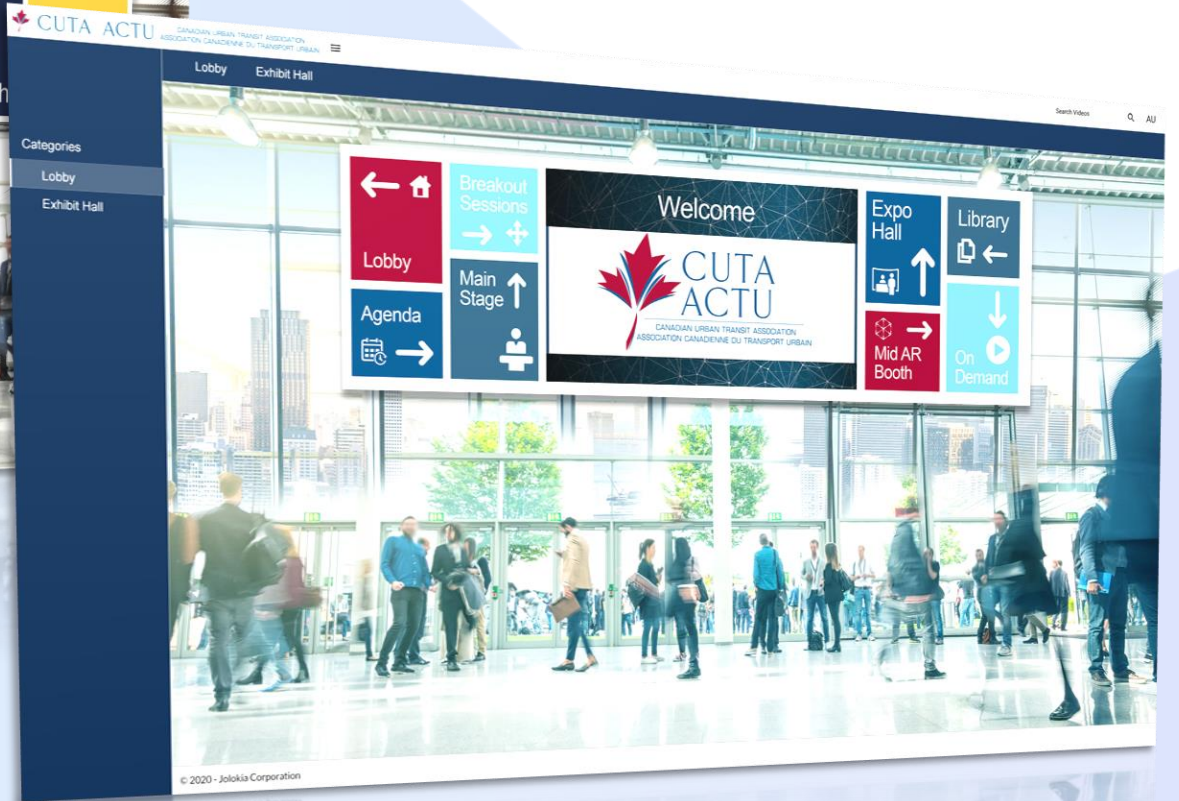 CUTA ACTU
CANADIAN URBAN TRANSIT ASSOCIATION
ASSOCIATION CANADIENNE DU TRANSPORT URBAIN
Lobby
Exhibit Hall
Search Videos
AU
Categories
Lobby
Exhibit Hall
Lobby
Breakout
Sessions
Agenda
Main
Stage
Welcome
CUTA
ACTU
CANADIAN URBAN TRANSIT ASSOCIATION
ASSOCIATION CANADIENNE DU TRANSPORT URBAIN
Expo
Hall
Library
Mid AR
Booth
On
Demand
© 2020 - Jolokia Corporation